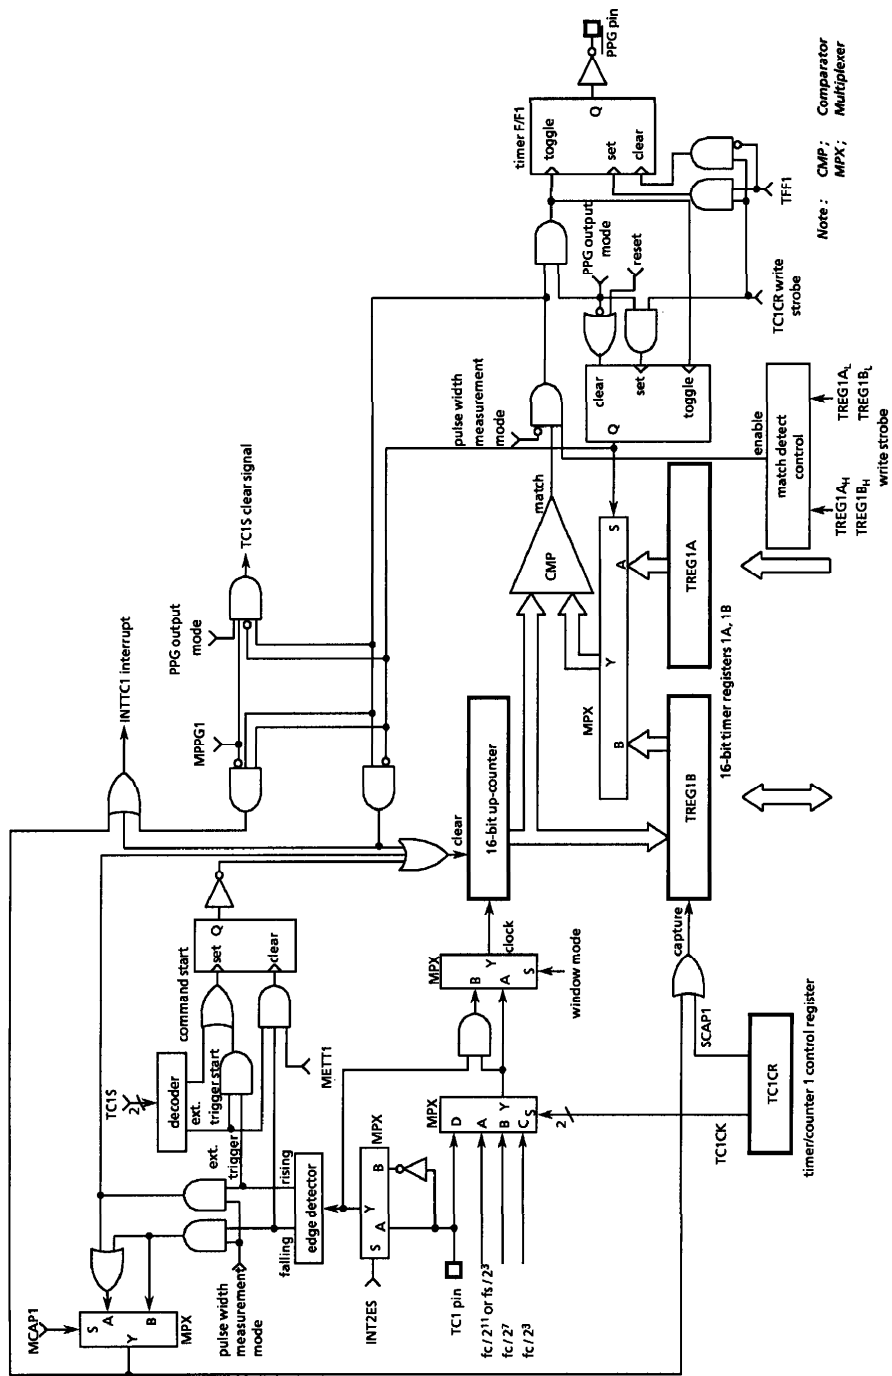 MCAP1
S
A
B
Y
MPX
pulse width
measurement
mode
TC1S
2
decoder
ext.
trigger start
ext.
trigger
rising
falling
edge detector
command start
set
Q
clear
METT1
INT2ES
S
A
Y
B
MPX
TC1 pin
fc/2¹¹ or fs/2³
fc/2⁷
fc/2³
MPX
D
A
B Y
C
S
2
TC1CK
MPX
B
Y
A
S
clock
window mode
INTTC1 interrupt
MPPG1
PPG output
mode
TC1S clear signal
clear
16-bit up-counter
CMP
match
pulse width
measurement
mode
MPX
B
Y
A
S
TREG1B
TREG1A
16-bit timer registers 1A, 1B
capture
SCAP1
TC1CR
timer/counter 1 control register
enable
match detect
control
TREG1A_H
TREG1B_H
TREG1A_L
TREG1B_L
write strobe
Q
clear
set
toggle
PPG output
mode
reset
TC1CR write
strobe
timer F/F1
toggle
set
clear
Q
PPG pin
TFF1
Note : CMP ; Comparator
MPX ; Multiplexer